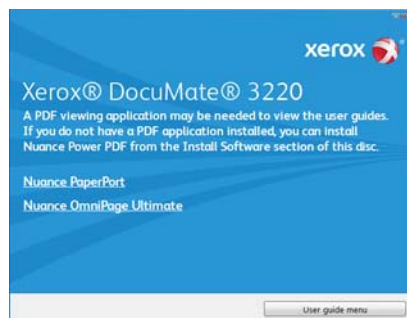 xerox
Xerox® DocuMate® 3220
A PDF viewing application may be needed to view the user guides.
If you do not have a PDF application installed, you can install
Nuance Power PDF from the Install Software section of this disc.
Nuance PaperPort
Nuance OmniPage Ultimate
User guide menu